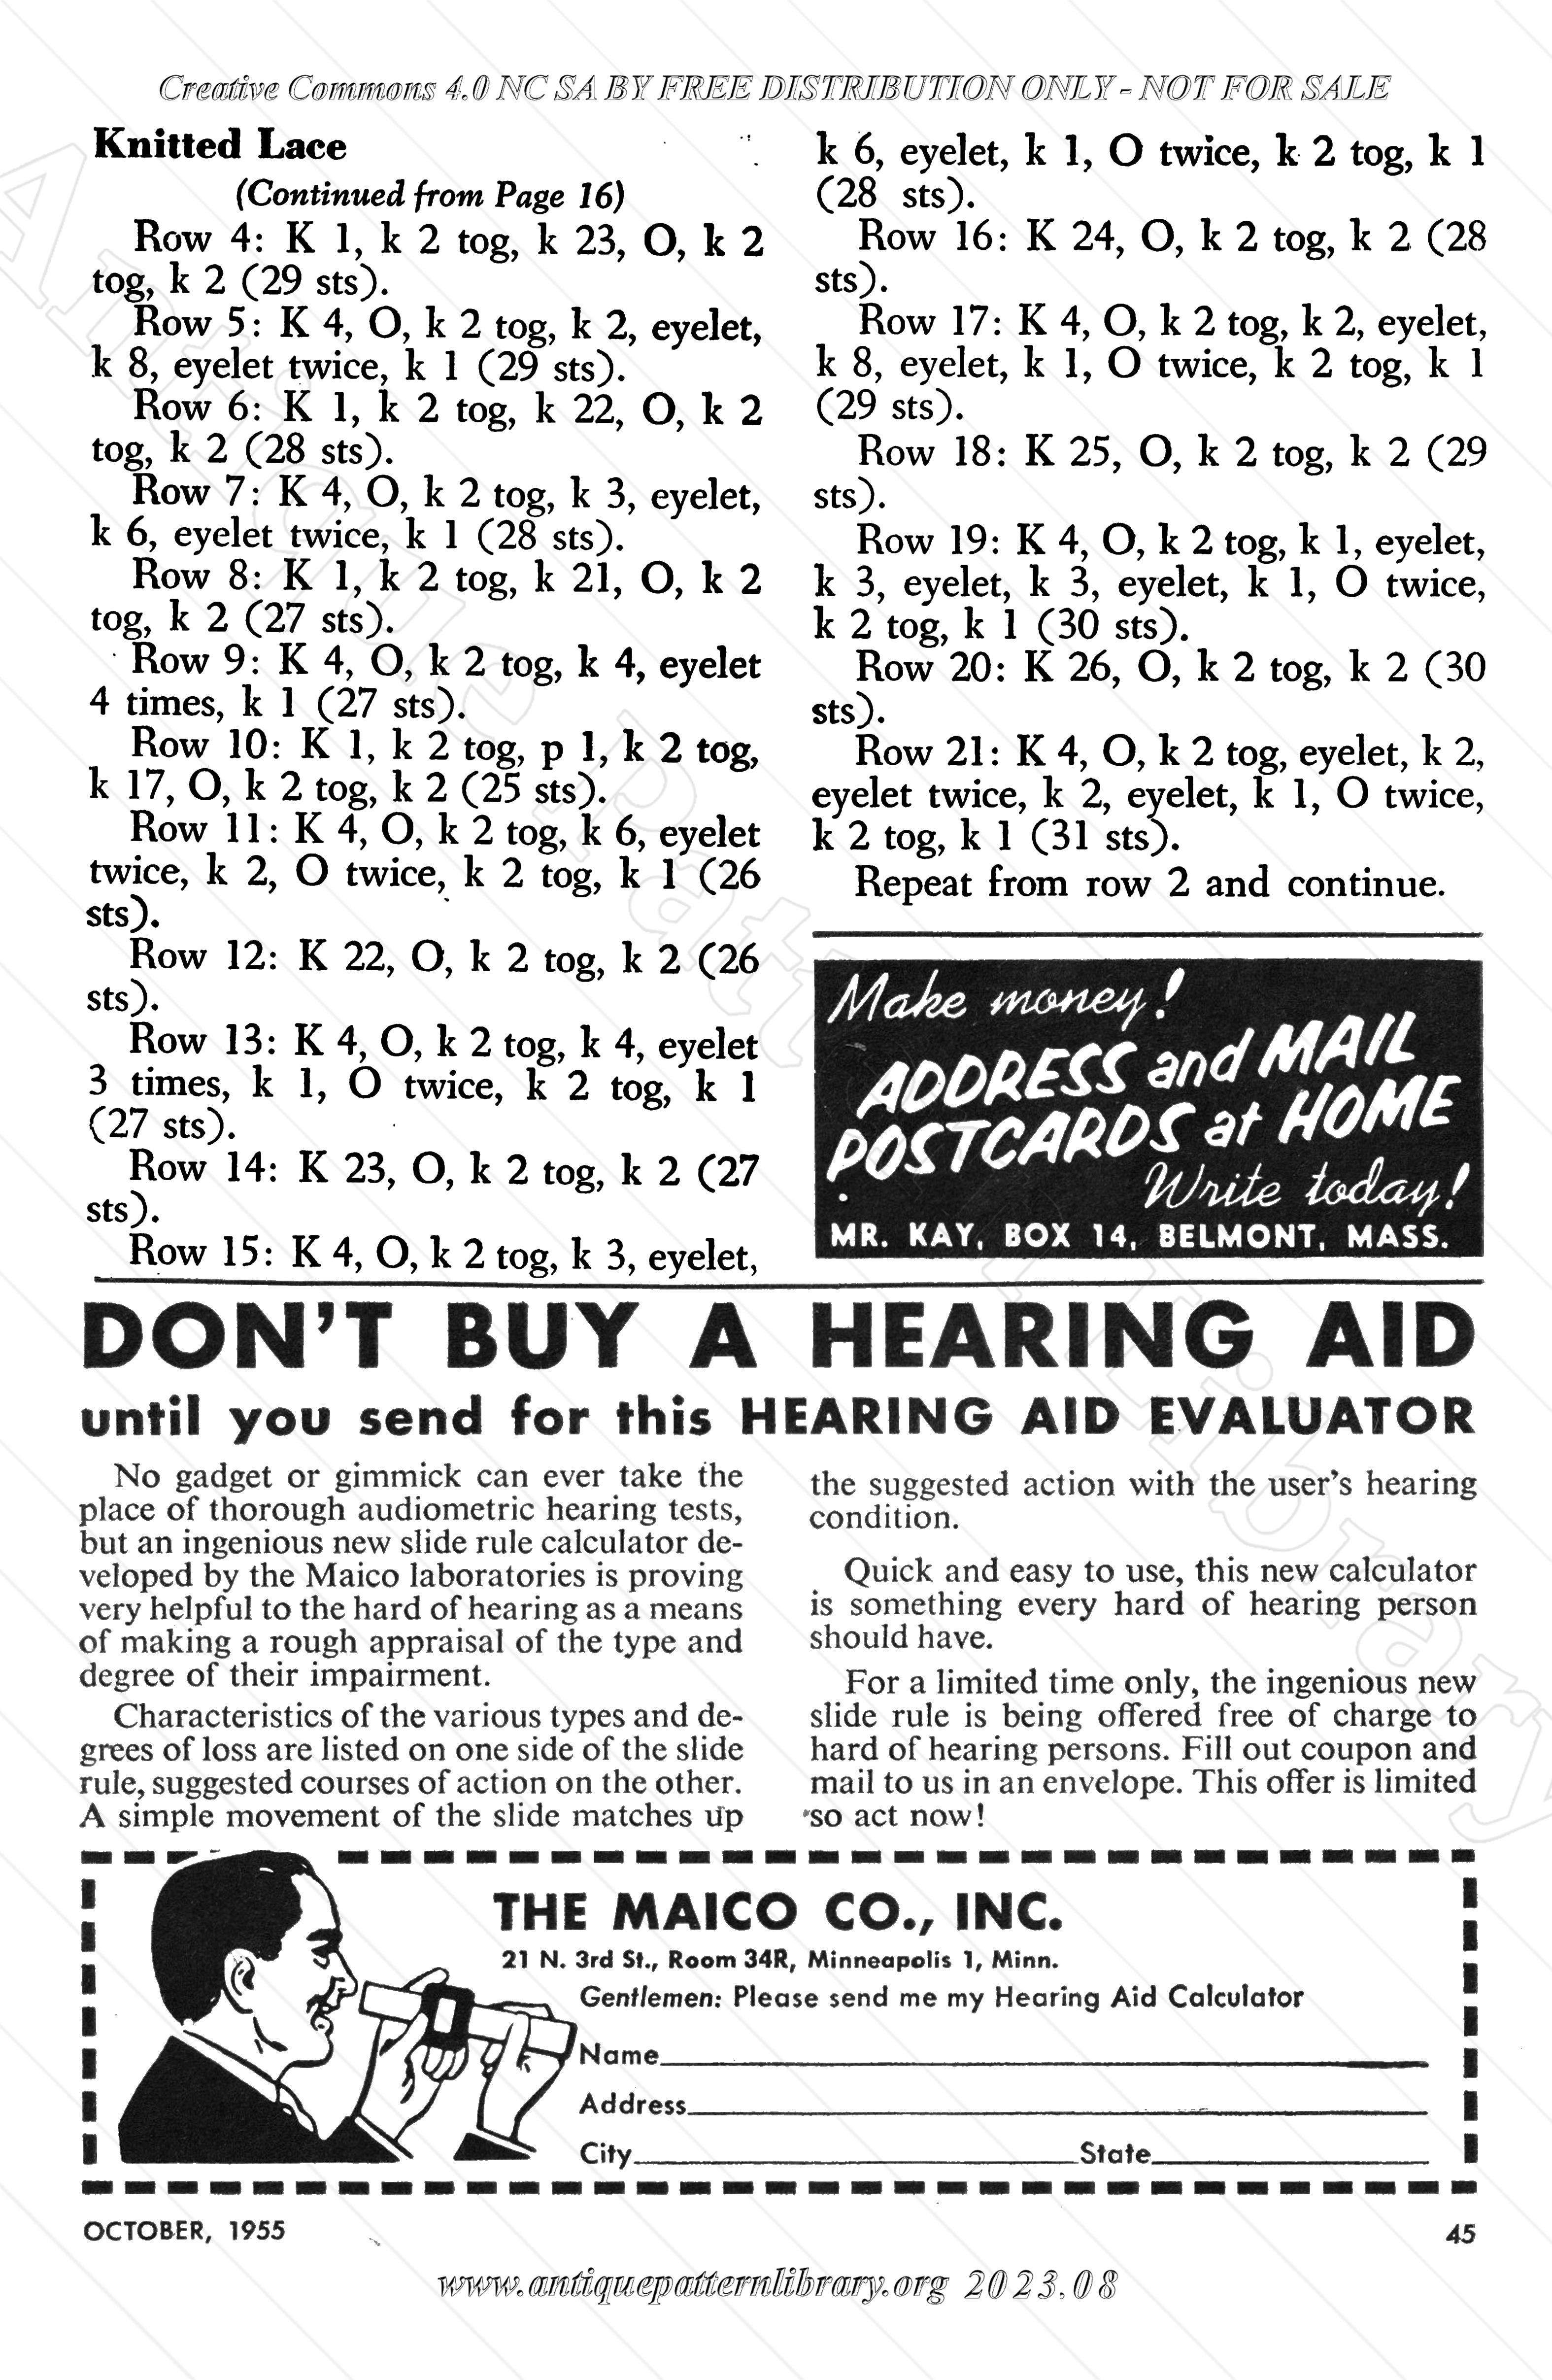 Creative Commons 4.0 NC SA BY FREE DISTRIBUTION ONLY - NOT FOR SALE
Knitted Lace
(Continued from Page 16)
Row 4: K 1, k 2 tog, k 23, O, k 2
tog, k 2 (29 sts).
Row 5: K 4, O, k 2 tog, k 2, eyelet,
k 8, eyelet twice, k 1 (29 sts).
Row 6: K 1, k 2 tog, k 22, O, k 2
tog, k 2 (28 sts).
Row 7: K 4, O, k 2 tog, k 3, eyelet,
k 6, eyelet twice, k 1 (28 sts).
Row 8: K 1, k 2 tog, k 21, O, k 2
tog, k 2 (27 sts).
Row 9: K 4, O, k 2 tog, k 4, eyelet
4 times, k 1 (27 sts).
Row 10: K 1, k 2 tog, p 1, k 2 tog,
k 17, O, k 2 tog, k 2 (25 sts).
Row 11: K 4, O, k 2 tog, k 6, eyelet
twice, k 2, O twice, k 2 tog, k 1 (26
sts).
Row 12: K 22, O, k 2 tog, k 2 (26
sts).
Row 13: K 4, O, k 2 tog, k 4, eyelet
3 times, k 1, O twice, k 2 tog, k 1
(27 sts).
Row 14: K 23, O, k 2 tog, k 2 (27
sts).
Row 15: K 4, O, k 2 tog, k 3, eyelet,
k 6, eyelet, k 1, O twice, k 2 tog, k 1
(28 sts).
Row 16: K 24, O, k 2 tog, k 2 (28
sts).
Row 17: K 4, O, k 2 tog, k 2, eyelet,
k 8, eyelet, k 1, O twice, k 2 tog, k 1
(29 sts).
Row 18: K 25, O, k 2 tog, k 2 (29
sts).
Row 19: K 4, O, k 2 tog, k 1, eyelet,
k 3, eyelet, k 3, eyelet, k 1, O twice,
k 2 tog, k 1 (30 sts).
Row 20: K 26, O, k 2 tog, k 2 (30
sts).
Row 21: K 4, O, k 2 tog, eyelet, k 2,
eyelet twice, k 2, eyelet, k 1, O twice,
k 2 tog, k 1 (31 sts).
Repeat from row 2 and continue.
Make money!
ADDRESS and MAIL
POSTCARDS at HOME
Write today!
MR. KAY, BOX 14, BELMONT, MASS.
DON'T BUY A HEARING AID
until you send for this HEARING AID EVALUATOR
No gadget or gimmick can ever take the
place of thorough audiometric hearing tests,
but an ingenious new slide rule calculator de-
veloped by the Maico laboratories is proving
very helpful to the hard of hearing as a means
of making a rough appraisal of the type and
degree of their impairment.
Characteristics of the various types and de-
grees of loss are listed on one side of the slide
rule, suggested courses of action on the other.
A simple movement of the slide matches up
the suggested action with the user's hearing
condition.
Quick and easy to use, this new calculator
is something every hard of hearing person
should have.
For a limited time only, the ingenious new
slide rule is being offered free of charge to
hard of hearing persons. Fill out coupon and
mail to us in an envelope. This offer is limited
so act now!
THE MAICO CO., INC.
21 N. 3rd St., Room 34R, Minneapolis 1, Minn.
Gentlemen: Please send me my Hearing Aid Calculator
Name
Address
City State
OCTOBER, 1955 45
www.antiquepatternlibrary.org 2023.08
Antique Pattern Library